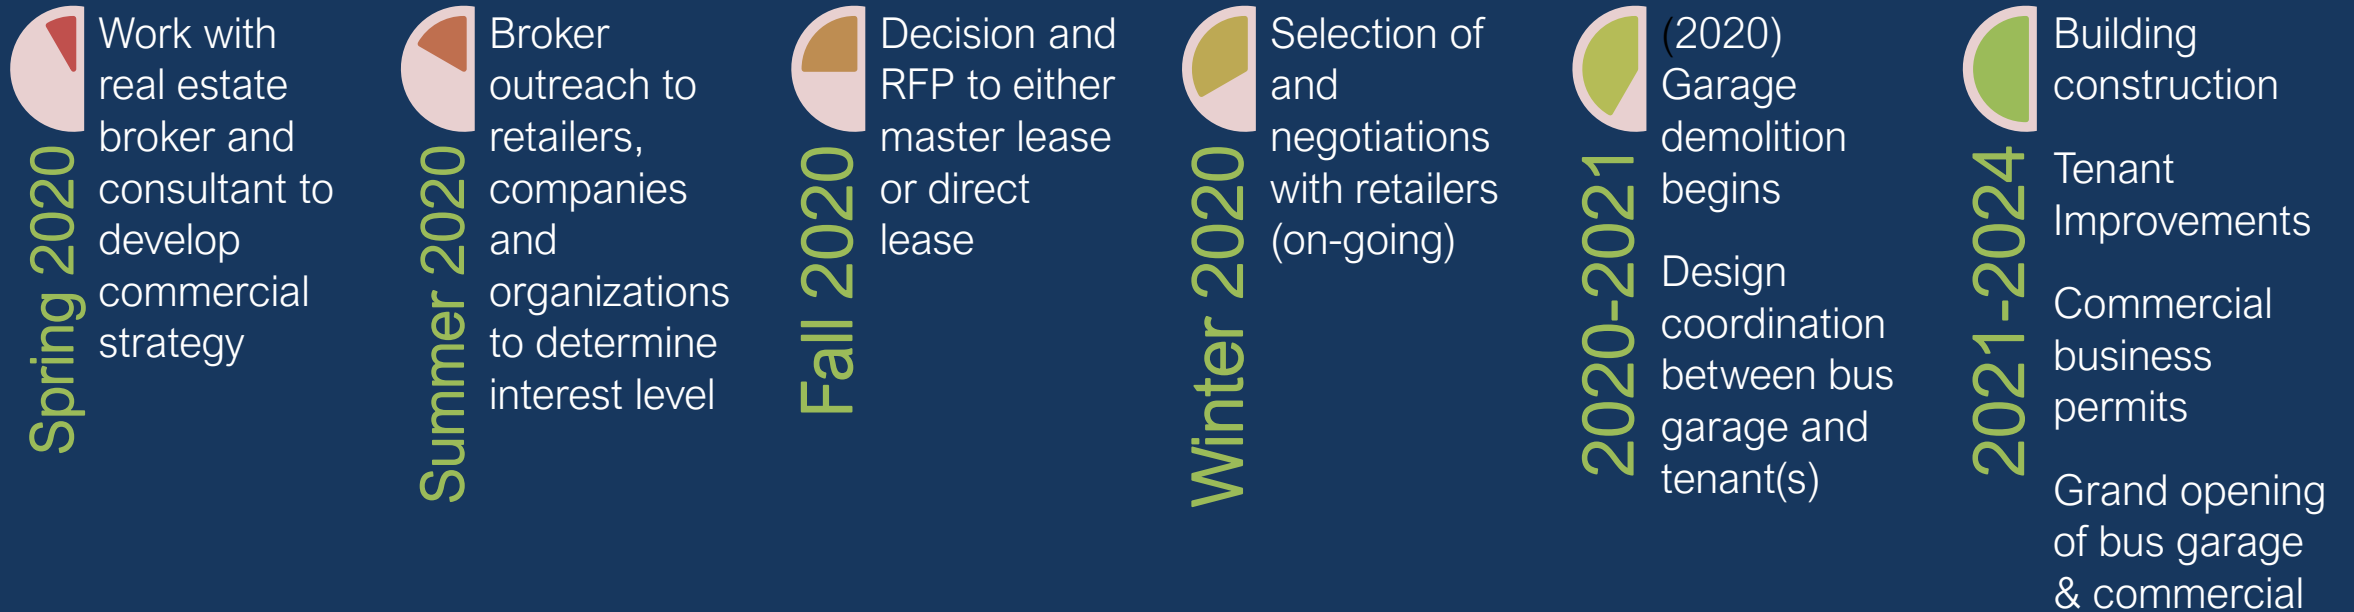 Spring 2020
Work with
real estate
broker and
consultant to
develop
commercial
strategy
Summer 2020
Broker
outreach to
retailers,
companies
and
organizations
to determine
interest level
Fall 2020
Decision and
RFP to either
master lease
or direct
lease
Winter 2020
Selection of
and
negotiations
with retailers
(on-going)
2020-2021
(2020)
Garage
demolition
begins
Design
coordination
between bus
garage and
tenant(s)
2021-2024
Building
construction
Tenant
Improvements
Commercial
business
permits
Grand opening
of bus garage
& commercial